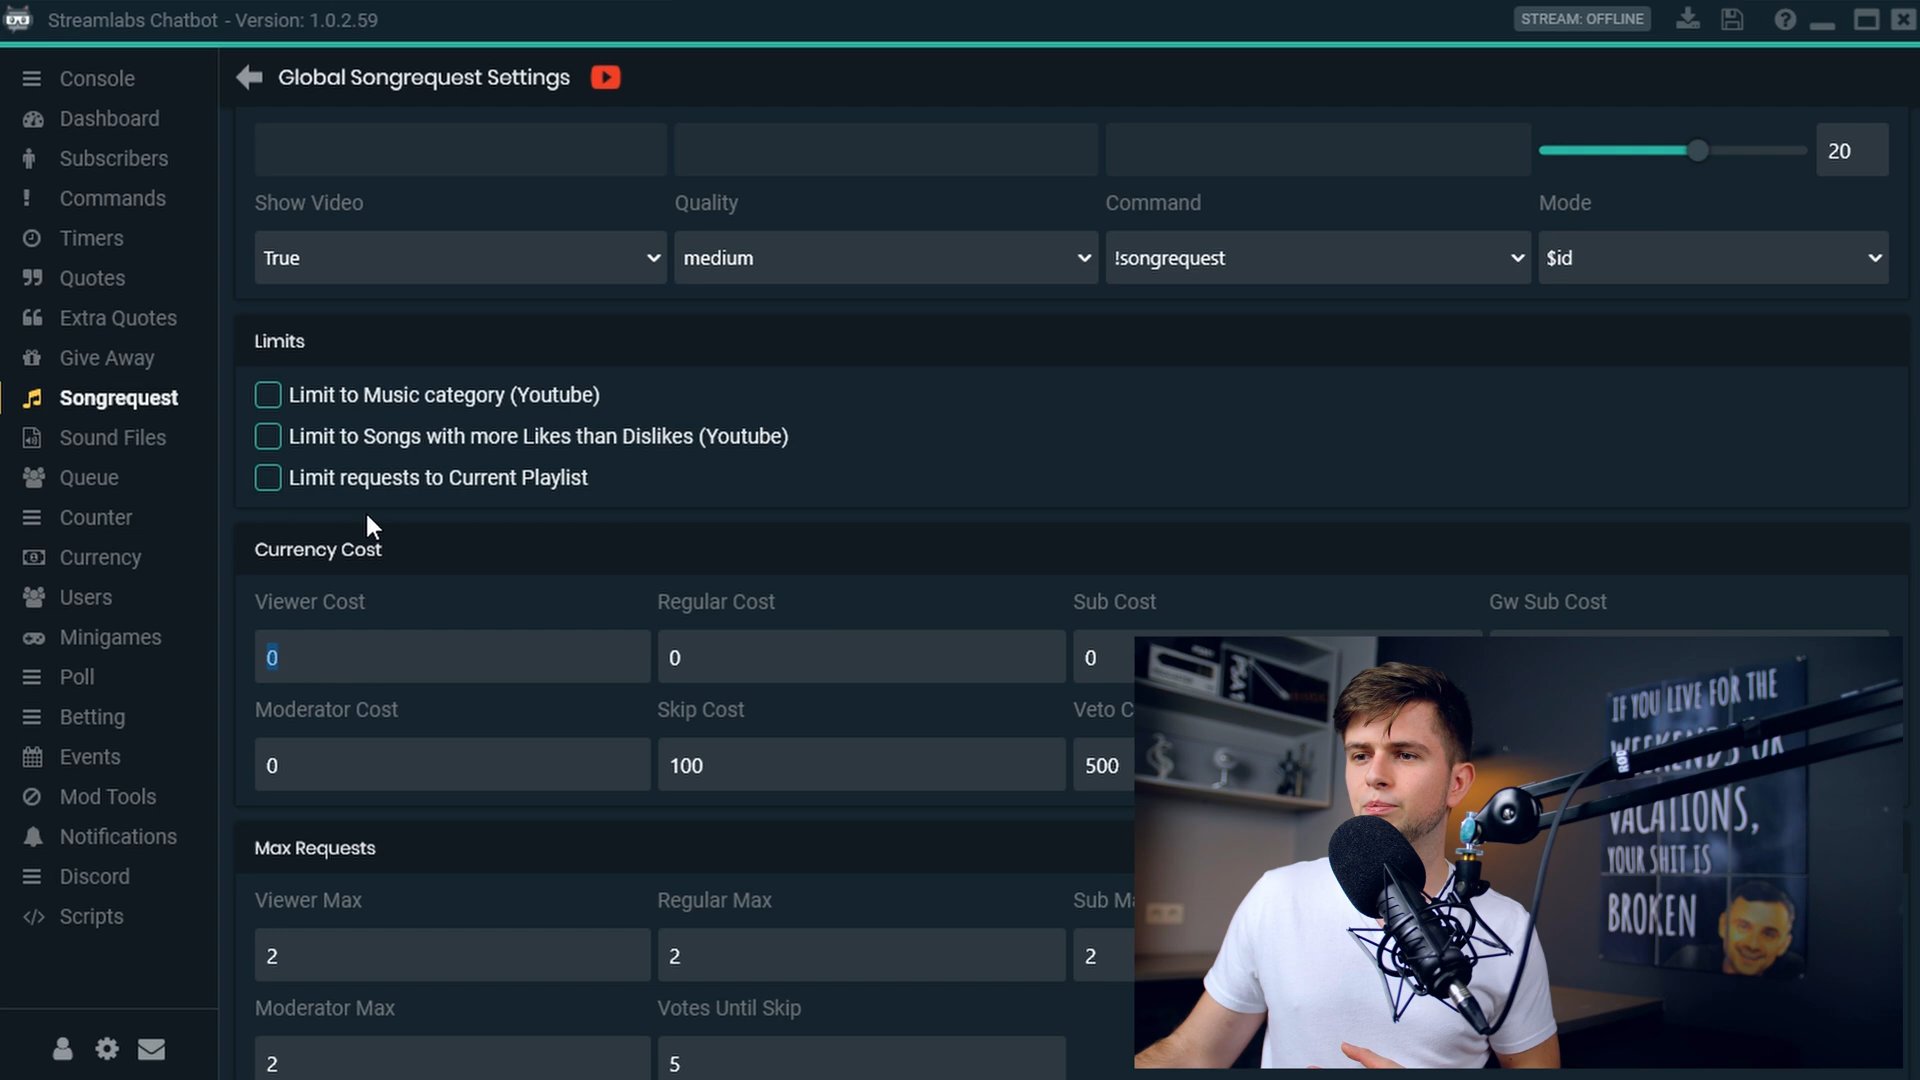 Streamlabs Chatbot - Version: 1.0.2.59
STREAM: OFFLINE
Console
Dashboard
Subscribers
Commands
Timers
Quotes
Extra Quotes
Give Away
Songrequest
Sound Files
Queue
Counter
Currency
Users
Minigames
Poll
Betting
Events
Mod Tools
Notifications
Discord
Scripts
Global Songrequest Settings
20
Show Video
Quality
Command
Mode
True
medium
!songrequest
$id
Limits
Limit to Music category (Youtube)
Limit to Songs with more Likes than Dislikes (Youtube)
Limit requests to Current Playlist
Currency Cost
Viewer Cost
Regular Cost
Sub Cost
Gw Sub Cost
0
0
0
Moderator Cost
Skip Cost
Veto C
0
100
500
Max Requests
Viewer Max
Regular Max
Sub Ma
2
2
2
Moderator Max
Votes Until Skip
2
5
IF YOU LIVE FOR THE
WEEKENDS OR
VACATIONS,
YOUR SHIT IS
BROKEN